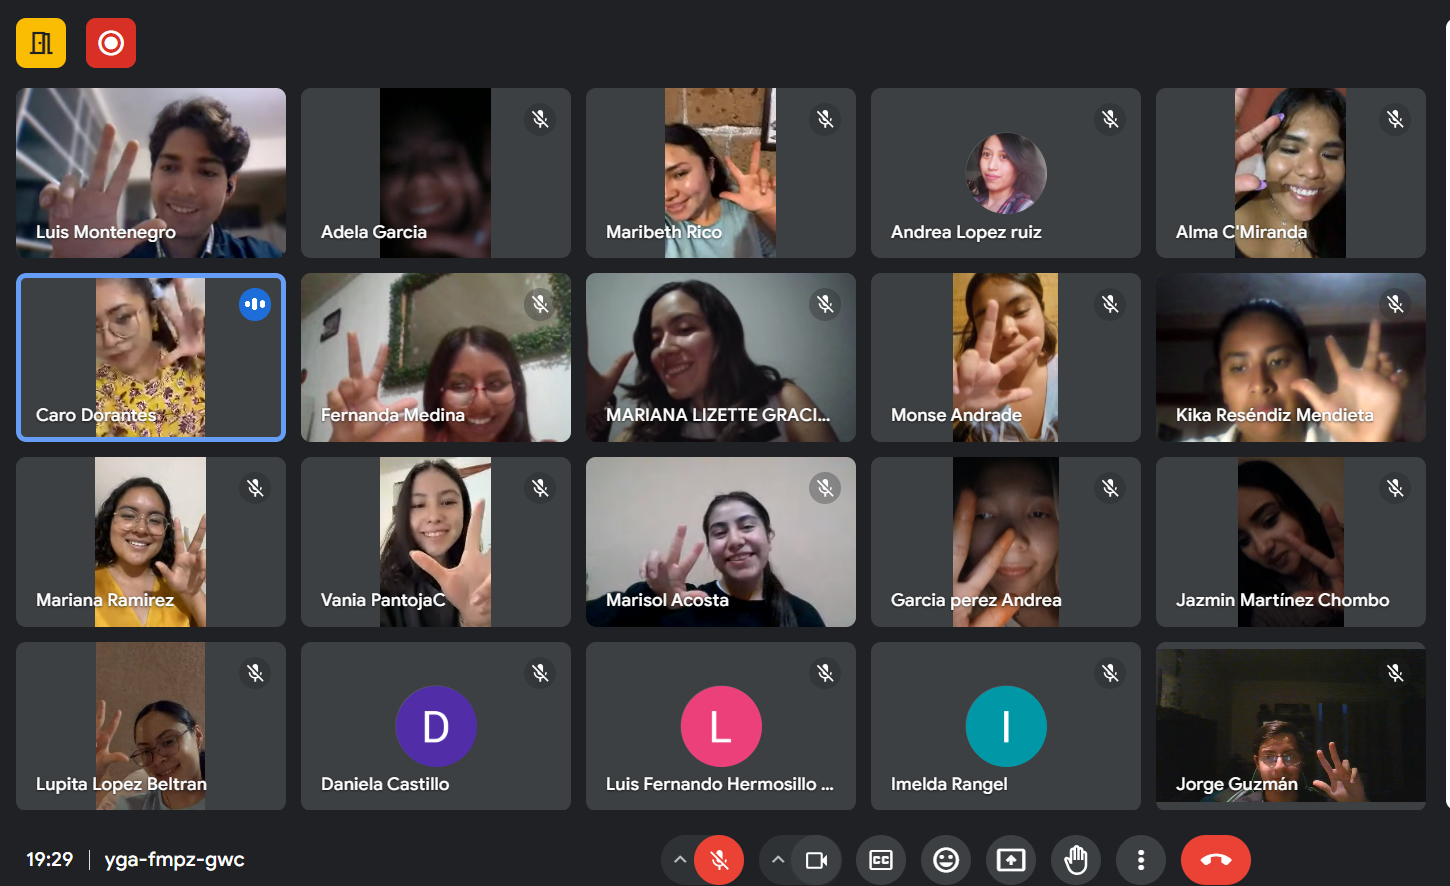 Luis Montenegro
Adela Garcia
Maribeth Rico
Andrea Lopez ruiz
Alma C'Miranda
Caro Dorantes
Fernanda Medina
MARIANA LIZETTE GRACI...
Monse Andrade
Kika Reséndiz Mendieta
Mariana Ramirez
Vania PantojaC
Marisol Acosta
Garcia perez Andrea
Jazmin Martínez Chombo
Lupita Lopez Beltran
D
Daniela Castillo
L
Luis Fernando Hermosillo ...
I
Imelda Rangel
Jorge Guzmán
19:29 | yga-fmpz-gwc
CC